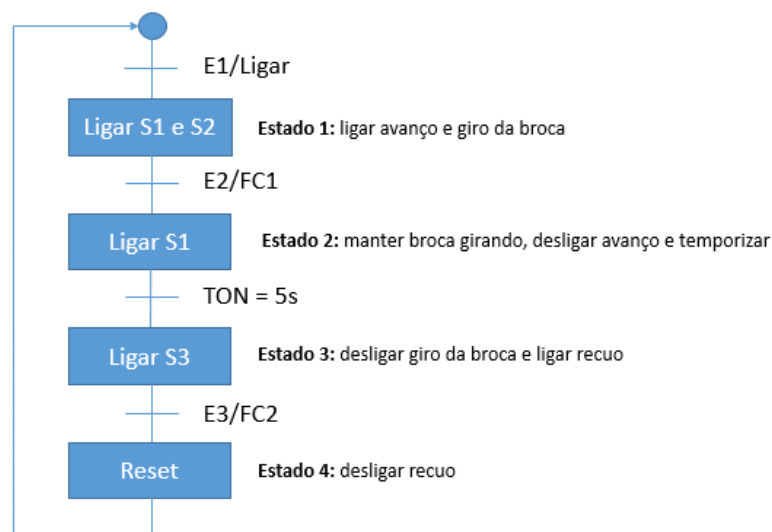 E1/Ligar
Ligar S1 e S2
Estado 1: ligar avanço e giro da broca
E2/FC1
Ligar S1
Estado 2: manter broca girando, desligar avanço e temporizar
TON = 5s
Ligar S3
Estado 3: desligar giro da broca e ligar recuo
E3/FC2
Reset
Estado 4: desligar recuo